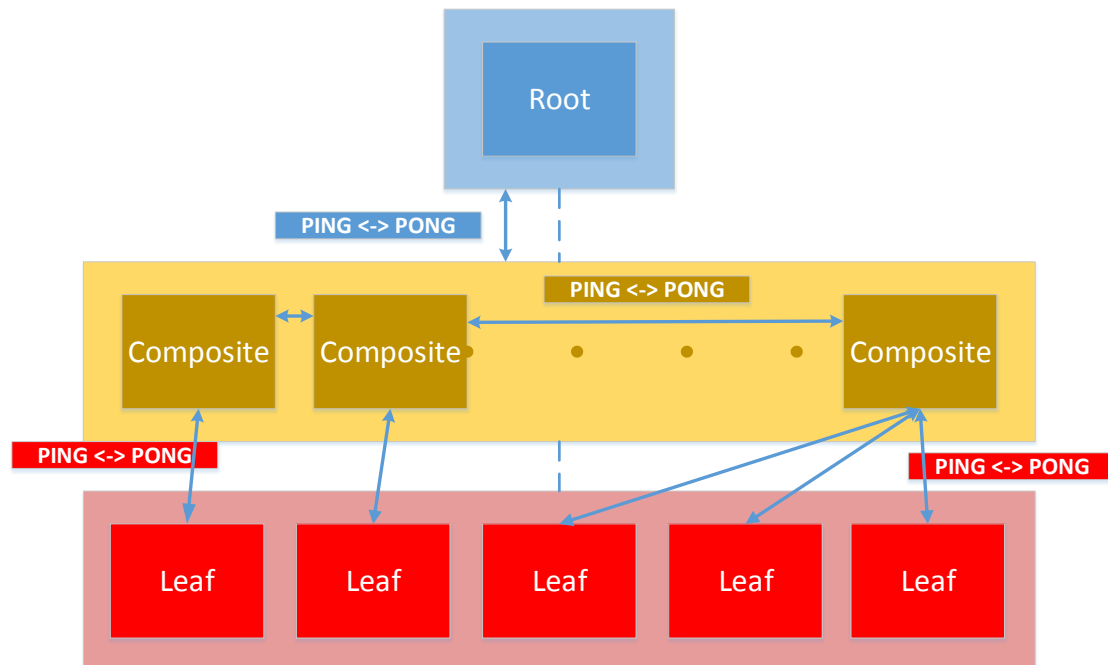 Root
PING <-> PONG
PING <-> PONG
Composite
Composite
Composite
PING <-> PONG
PING <-> PONG
Leaf
Leaf
Leaf
Leaf
Leaf